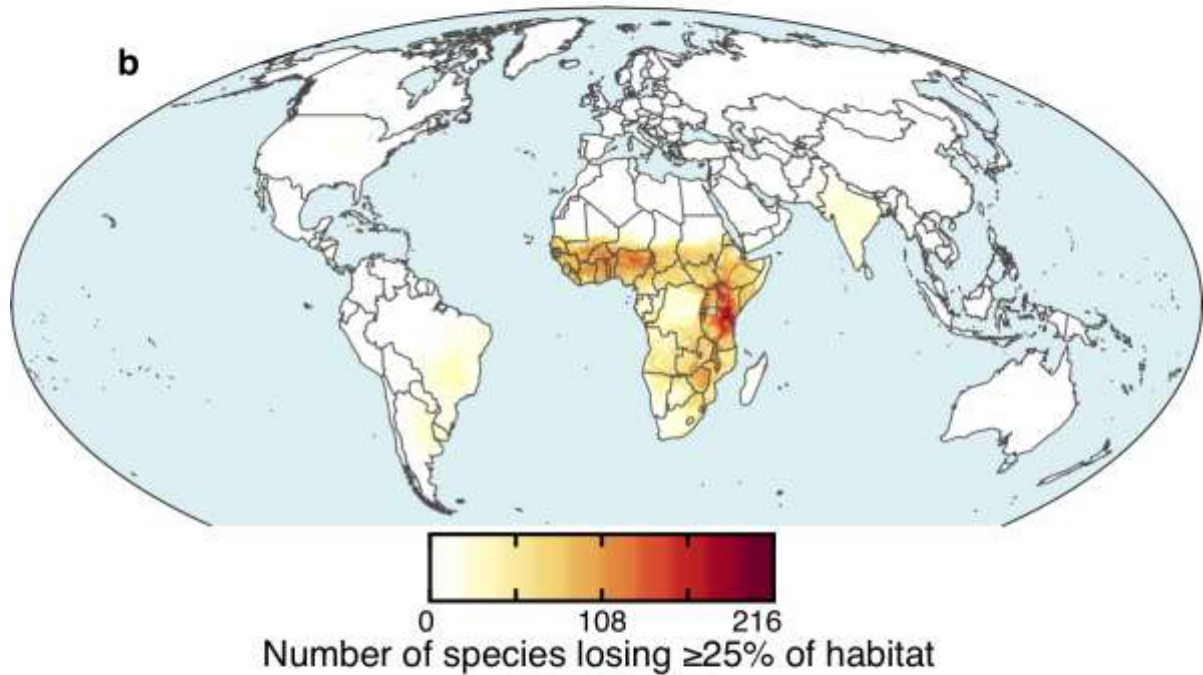 b
0 108 216
Number of species losing ≥25% of habitat